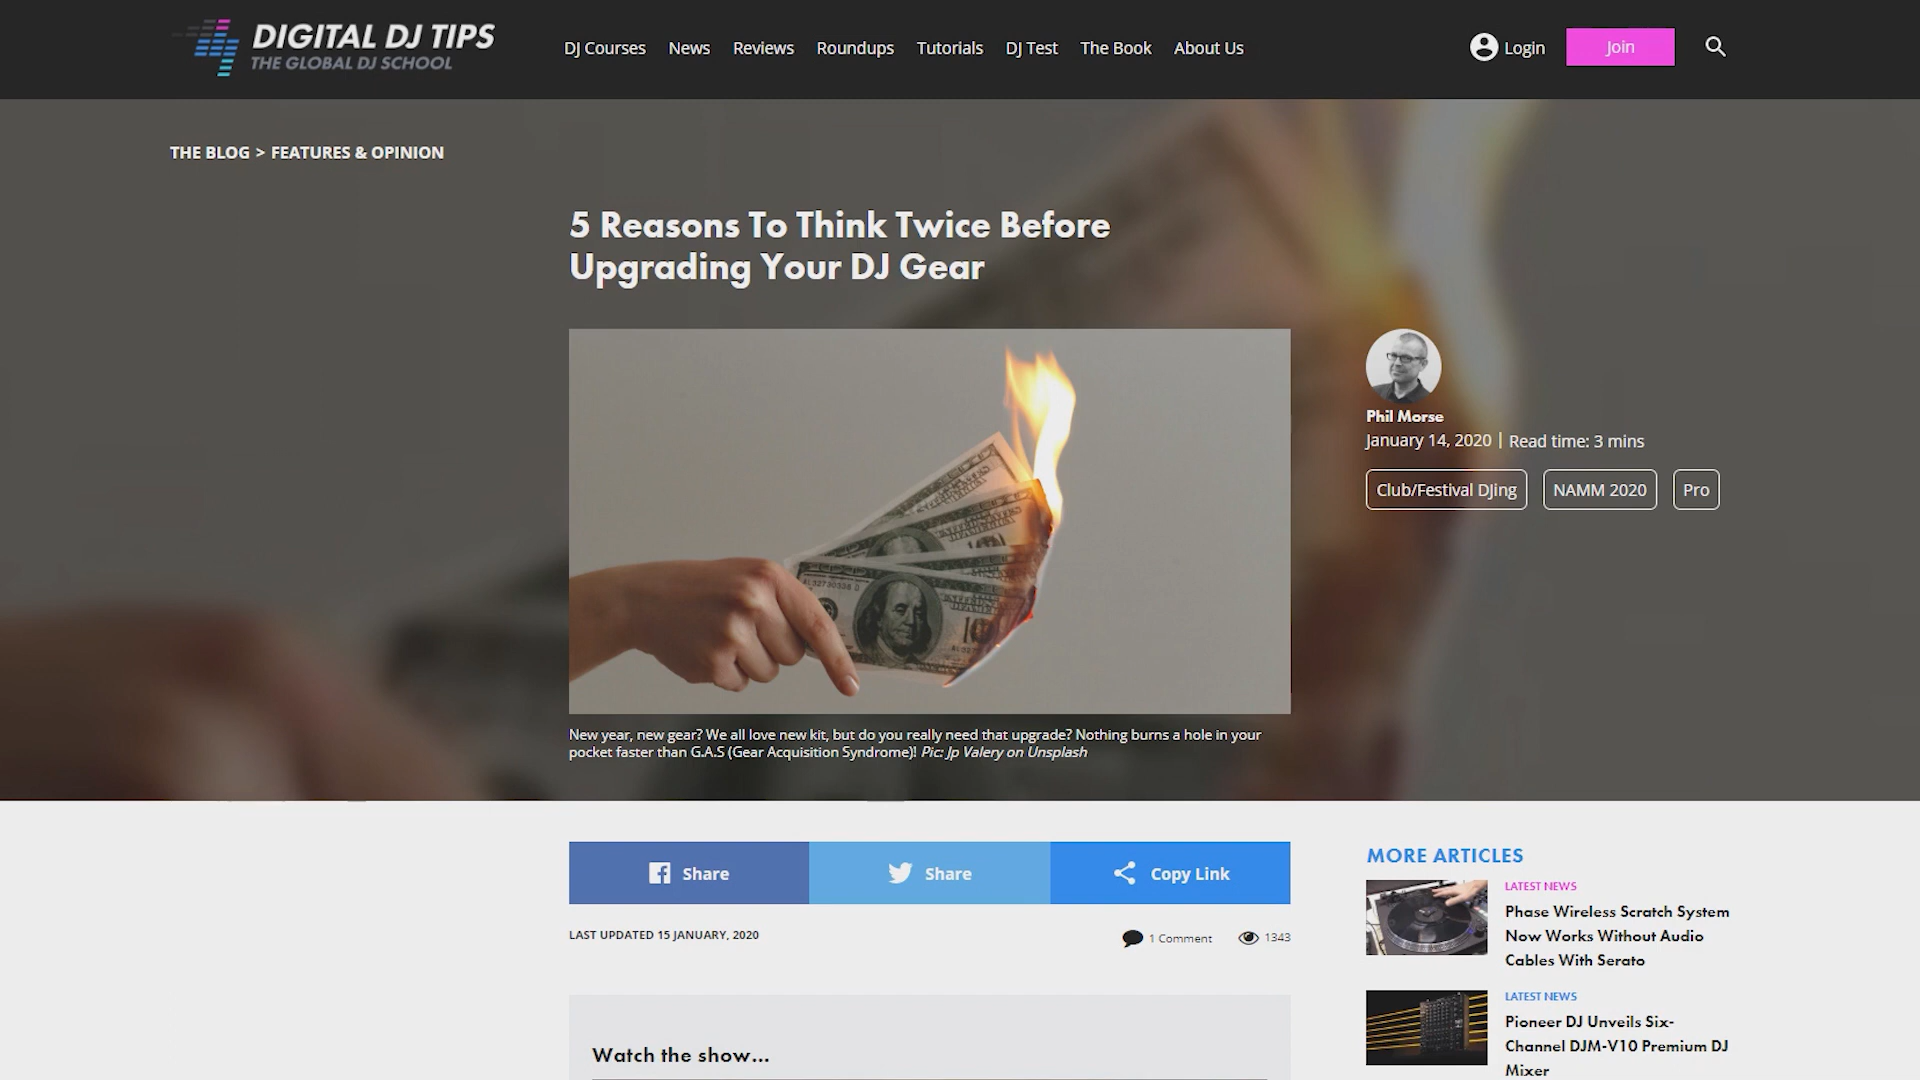 DIGITAL DJ TIPS
THE GLOBAL DJ SCHOOL
DJ Courses News Reviews Roundups Tutorials DJ Test The Book About Us
Login Join
THE BLOG > FEATURES & OPINION
5 Reasons To Think Twice Before
Upgrading Your DJ Gear
Phil Morse
January 14, 2020 | Read time: 3 mins
Club/Festival DJing NAMM 2020 Pro
New year, new gear? We all love new kit, but do you really need that upgrade? Nothing burns a hole in your
pocket faster than G.A.S (Gear Acquisition Syndrome)! Pic: Jp Valery on Unsplash
Share Share Copy Link
LAST UPDATED 15 JANUARY, 2020
1 Comment 1343
Watch the show...
MORE ARTICLES
LATEST NEWS
Phase Wireless Scratch System
Now Works Without Audio
Cables With Serato
LATEST NEWS
Pioneer DJ Unveils Six-
Channel DJM-V10 Premium DJ
Mixer